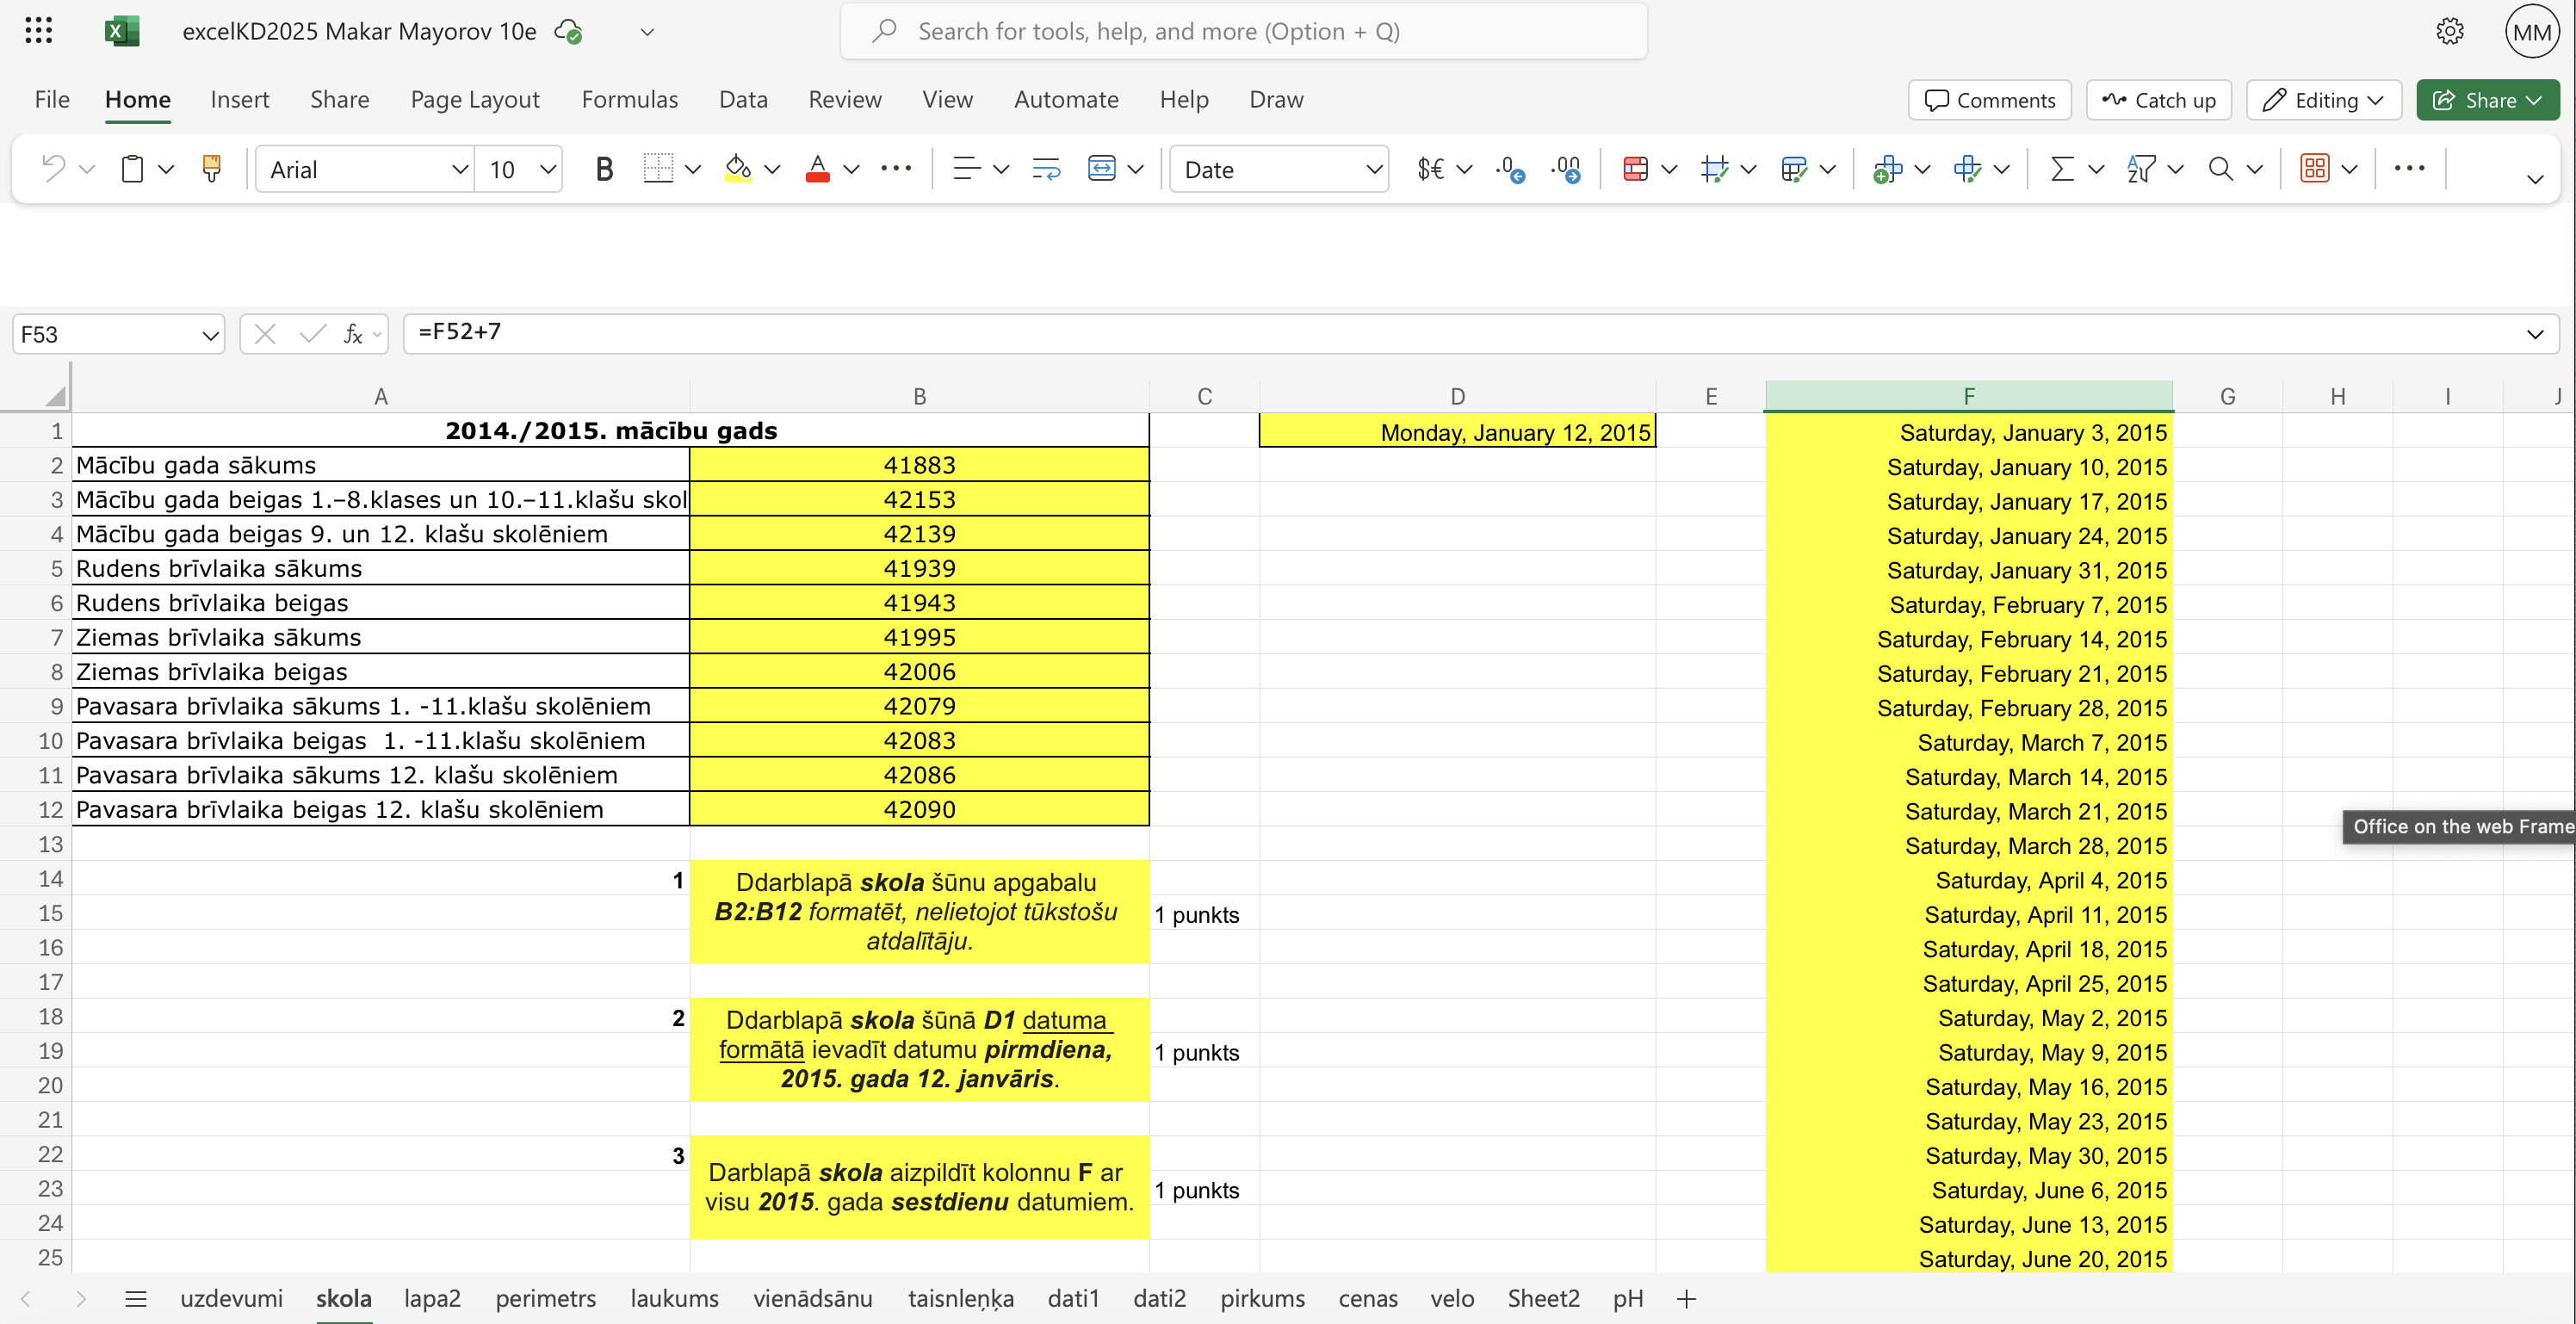 excelKD2025 Makar Mayorov 10e
Search for tools, help, and more (Option + Q)
MM
File Home Insert Share Page Layout Formulas Data Review View Automate Help Draw
Comments Catch up Editing Share
Arial 10 B Date
F53 fx =F52+7
A B C D E F G H I J
1 2014./2015. mācību gads Monday, January 12, 2015 Saturday, January 3, 2015
2 Mācību gada sākums 41883 Saturday, January 10, 2015
3 Mācību gada beigas 1.–8.klases un 10.–11.klašu skol 42153 Saturday, January 17, 2015
4 Mācību gada beigas 9. un 12. klašu skolēniem 42139 Saturday, January 24, 2015
5 Rudens brīvlaika sākums 41939 Saturday, January 31, 2015
6 Rudens brīvlaika beigas 41943 Saturday, February 7, 2015
7 Ziemas brīvlaika sākums 41995 Saturday, February 14, 2015
8 Ziemas brīvlaika beigas 42006 Saturday, February 21, 2015
9 Pavasara brīvlaika sākums 1. -11.klašu skolēniem 42079 Saturday, February 28, 2015
10 Pavasara brīvlaika beigas  1. -11.klašu skolēniem 42083 Saturday, March 7, 2015
11 Pavasara brīvlaika sākums 12. klašu skolēniem 42086 Saturday, March 14, 2015
12 Pavasara brīvlaika beigas 12. klašu skolēniem 42090 Saturday, March 21, 2015
Office on the web Frame
13 Saturday, March 28, 2015
14 1 Ddarblapā skola šūnu apgabalu Saturday, April 4, 2015
15 B2:B12 formatēt, nelietojot tūkstošu 1 punkts Saturday, April 11, 2015
16 atdalītāju. Saturday, April 18, 2015
17 Saturday, April 25, 2015
18 2 Ddarblapā skola šūnā D1 datuma Saturday, May 2, 2015
19 formātā ievadīt datumu pirmdiena, 1 punkts Saturday, May 9, 2015
20 2015. gada 12. janvāris. Saturday, May 16, 2015
21 Saturday, May 23, 2015
22 3 Darblapā skola aizpildīt kolonnu F ar Saturday, May 30, 2015
23 visu 2015. gada sestdienu datumiem. 1 punkts Saturday, June 6, 2015
24 Saturday, June 13, 2015
25 Saturday, June 20, 2015
uzdevumi skola lapa2 perimetrs laukums vienādsānu taisnleņķa dati1 dati2 pirkums cenas velo Sheet2 pH